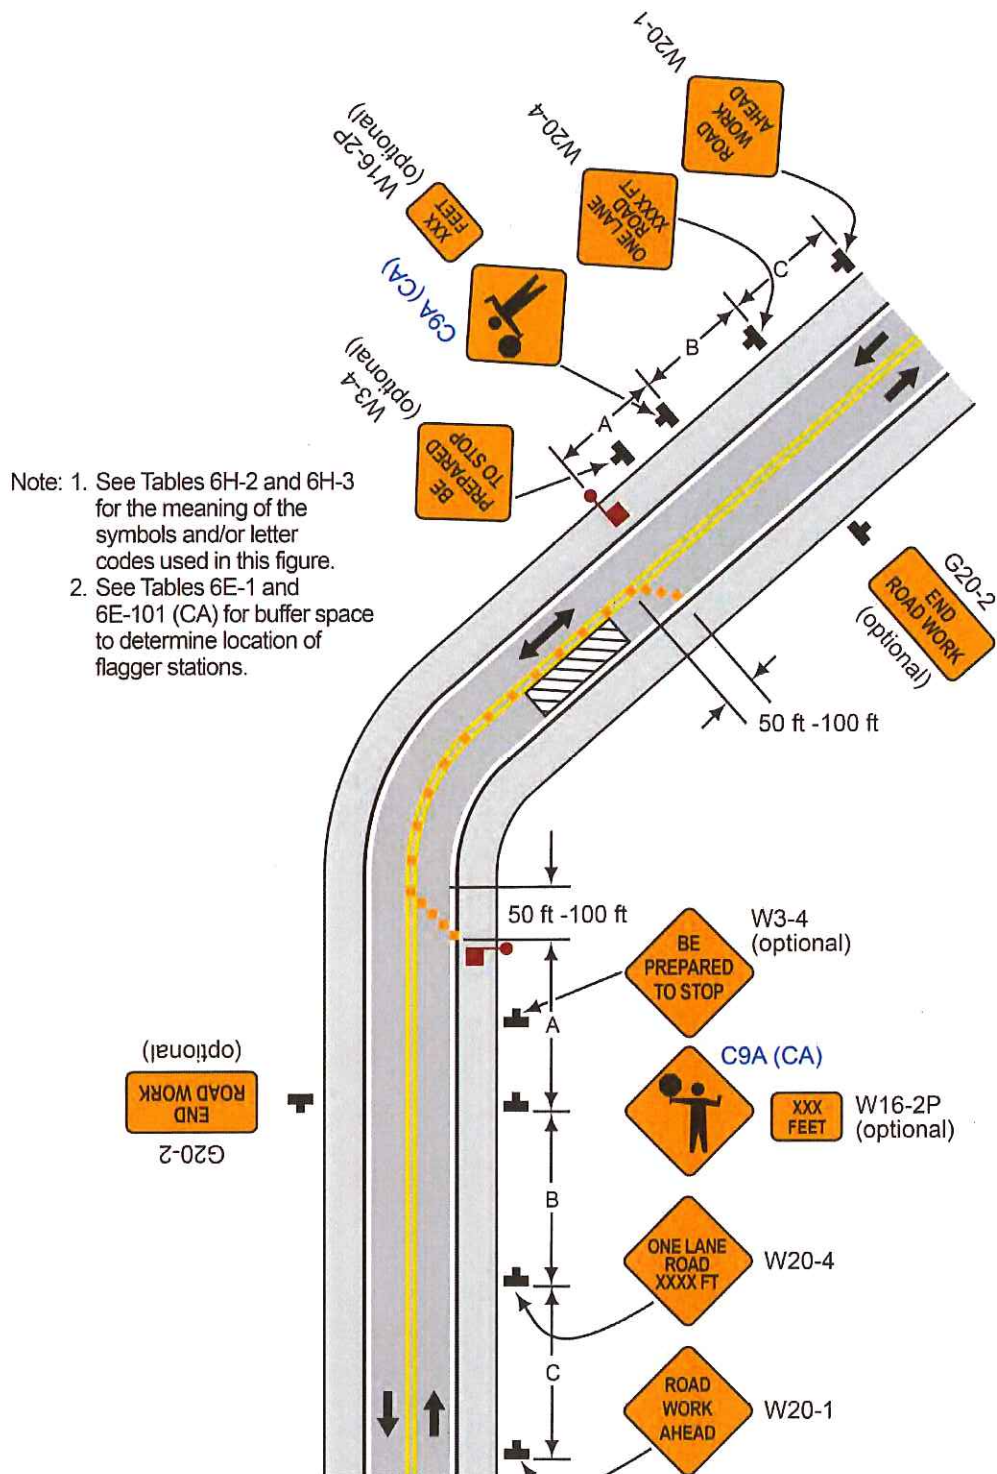 W20-1
ROAD
WORK
AHEAD
W20-4
ONE LANE
ROAD
XXXX FT
W16-2P
(optional)
XXX
FEET
C9A (CA)
W3-4
(optional)
BE
PREPARED
TO STOP
C
B
A
Note: 1. See Tables 6H-2 and 6H-3
for the meaning of the
symbols and/or letter
codes used in this figure.
2. See Tables 6E-1 and
6E-101 (CA) for buffer space
to determine location of
flagger stations.
G20-2
END
ROAD WORK
(optional)
50 ft -100 ft
50 ft -100 ft
W3-4
(optional)
BE
PREPARED
TO STOP
A
C9A (CA)
XXX
FEET
W16-2P
(optional)
G20-2
END
ROAD WORK
(optional)
B
ONE LANE
ROAD
XXXX FT
W20-4
C
ROAD
WORK
AHEAD
W20-1